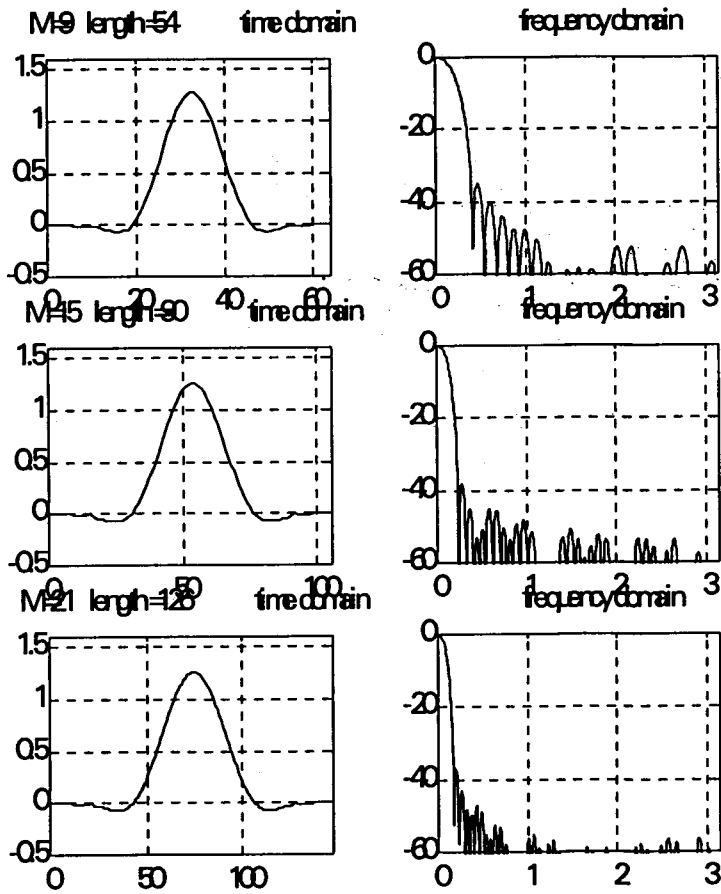 M=9 length=54 time domain
frequency domain
1.5
1
0.5
0
-0.5
0 20 40 60
0
-20
-40
-60
0 1 2 3
M=15 length=90 time domain
frequency domain
1.5
1
0.5
0
-0.5
0 50 100
0
-20
-40
-60
0 1 2 3
M=21 length=126 time domain
frequency domain
1.5
1
0.5
0
-0.5
0 50 100
0
-20
-40
-60
0 1 2 3